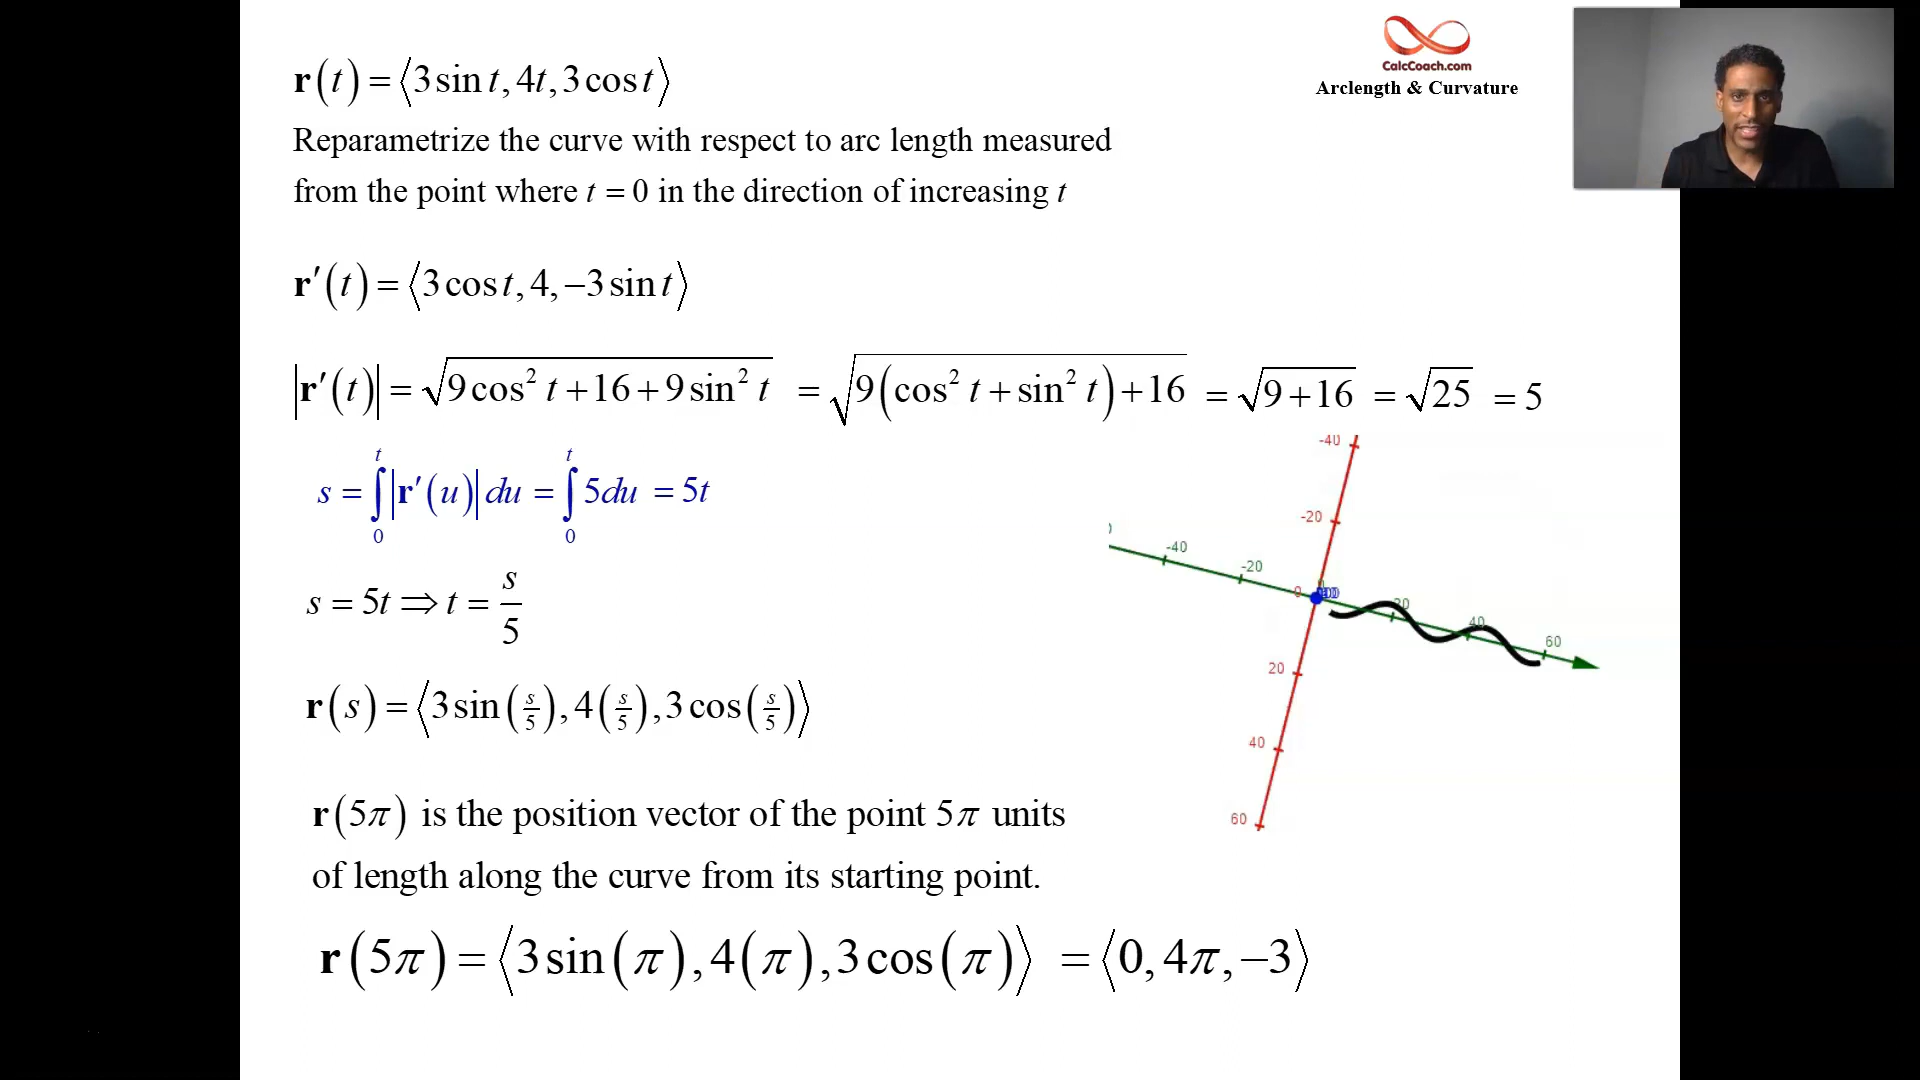 CalcCoach.com
Arclength & Curvature
r(t) = ⟨3 sin t, 4t, 3 cos t⟩
Reparametrize the curve with respect to arc length measured
from the point where t = 0 in the direction of increasing t
r′(t) = ⟨3 cos t, 4, −3 sin t⟩
|r′(t)| = √(9 cos² t + 16 + 9 sin² t) = √(9(cos² t + sin² t) + 16) = √(9 + 16) = √25 = 5
s = ∫₀ᵗ |r′(u)| du = ∫₀ᵗ 5du = 5t
s = 5t ⇒ t = s/5
r(s) = ⟨3 sin(s/5), 4(s/5), 3 cos(s/5)⟩
r(5π) is the position vector of the point 5π units
of length along the curve from its starting point.
r(5π) = ⟨3 sin(π), 4(π), 3 cos(π)⟩ = ⟨0, 4π, −3⟩
-40
-20
-40
-20
0
20
40
60
20
40
60